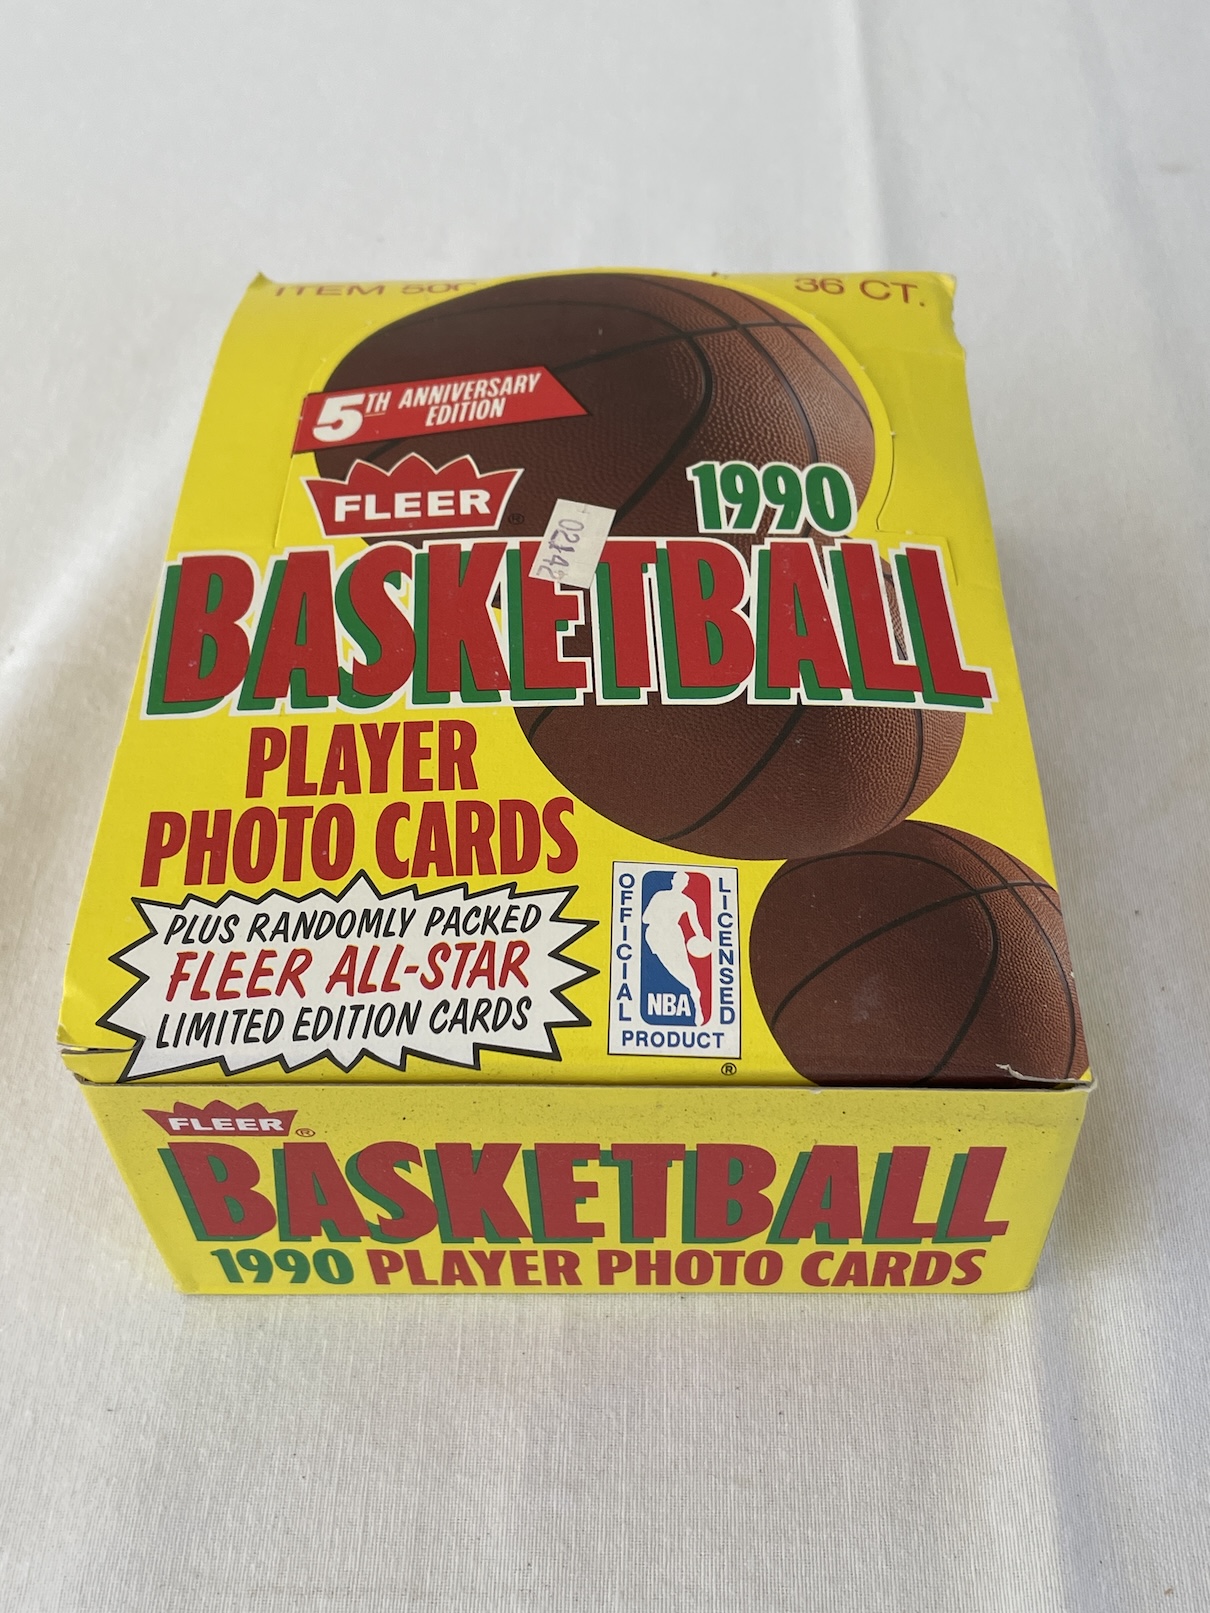 ITEM 50
36 CT.
5TH ANNIVERSARY
EDITION
FLEER
®
1990
02142
BASKETBALL
PLAYER
PHOTO CARDS
PLUS RANDOMLY PACKED
FLEER ALL-STAR
LIMITED EDITION CARDS
OFFICIAL
NBA
LICENSED
PRODUCT
®
FLEER
®
BASKETBALL
1990 PLAYER PHOTO CARDS